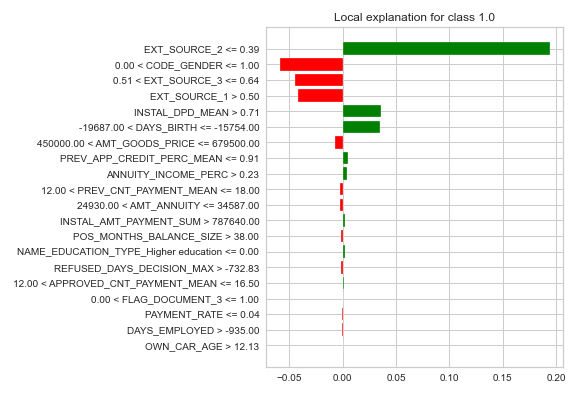 Local explanation for class 1.0
EXT_SOURCE_2 <= 0.39
0.00 < CODE_GENDER <= 1.00
0.51 < EXT_SOURCE_3 <= 0.64
EXT_SOURCE_1 > 0.50
INSTAL_DPD_MEAN > 0.71
-19687.00 < DAYS_BIRTH <= -15754.00
450000.00 < AMT_GOODS_PRICE <= 679500.00
PREV_APP_CREDIT_PERC_MEAN <= 0.91
ANNUITY_INCOME_PERC > 0.23
12.00 < PREV_CNT_PAYMENT_MEAN <= 18.00
24930.00 < AMT_ANNUITY <= 34587.00
INSTAL_AMT_PAYMENT_SUM > 787640.00
POS_MONTHS_BALANCE_SIZE > 38.00
NAME_EDUCATION_TYPE_Higher education <= 0.00
REFUSED_DAYS_DECISION_MAX > -732.83
12.00 < APPROVED_CNT_PAYMENT_MEAN <= 16.50
0.00 < FLAG_DOCUMENT_3 <= 1.00
PAYMENT_RATE <= 0.04
DAYS_EMPLOYED > -935.00
OWN_CAR_AGE > 12.13
−0.05 0.00 0.05 0.10 0.15 0.20